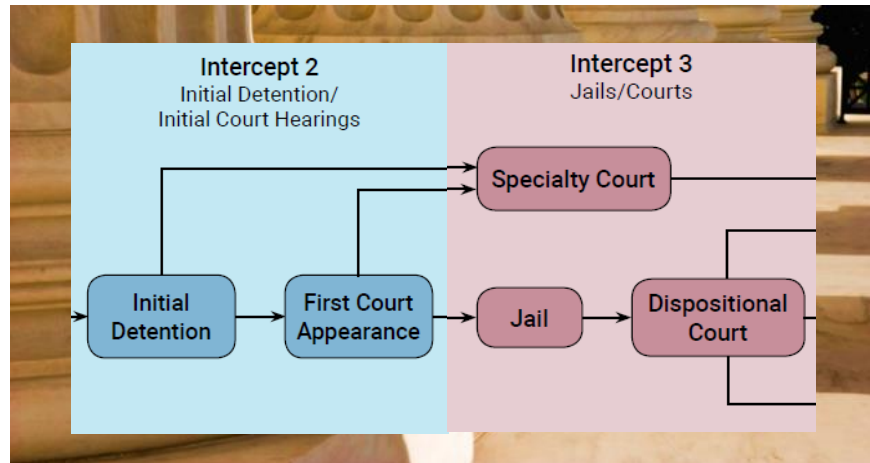 Intercept 2
Initial Detention/
Initial Court Hearings
Intercept 3
Jails/Courts
Specialty Court
Initial
Detention
First Court
Appearance
Jail
Dispositional
Court